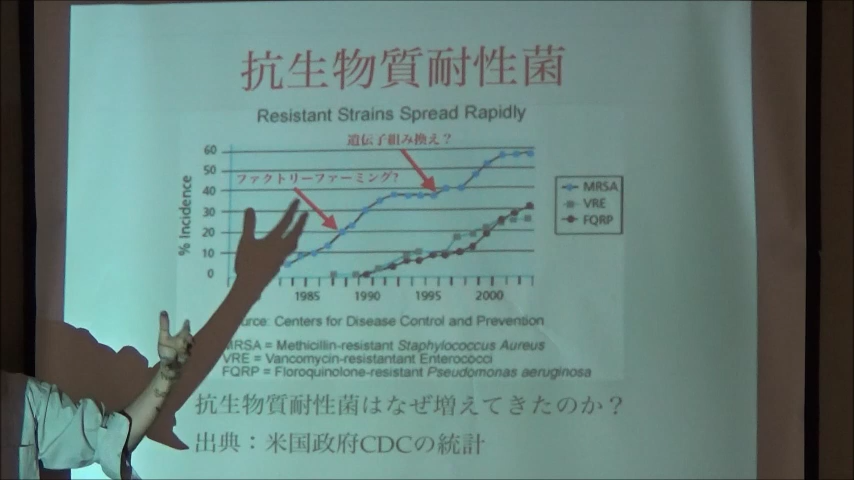 抗生物質耐性菌
Resistant Strains Spread Rapidly
遺伝子組み換え?
ファクトリーファーミング?
% Incidence
60
50
40
30
20
10
0
1985 1990 1995 2000
MRSA
VRE
FQRP
Centers for Disease Control and Prevention
MRSA = Methicillin-resistant Staphylococcus Aureus
VRE = Vancomycin-resistantant Enterococci
FQRP = Floroquinolone-resistant Pseudomonas aeruginosa
抗生物質耐性菌はなぜ増えてきたのか?
出典:米国政府CDCの統計